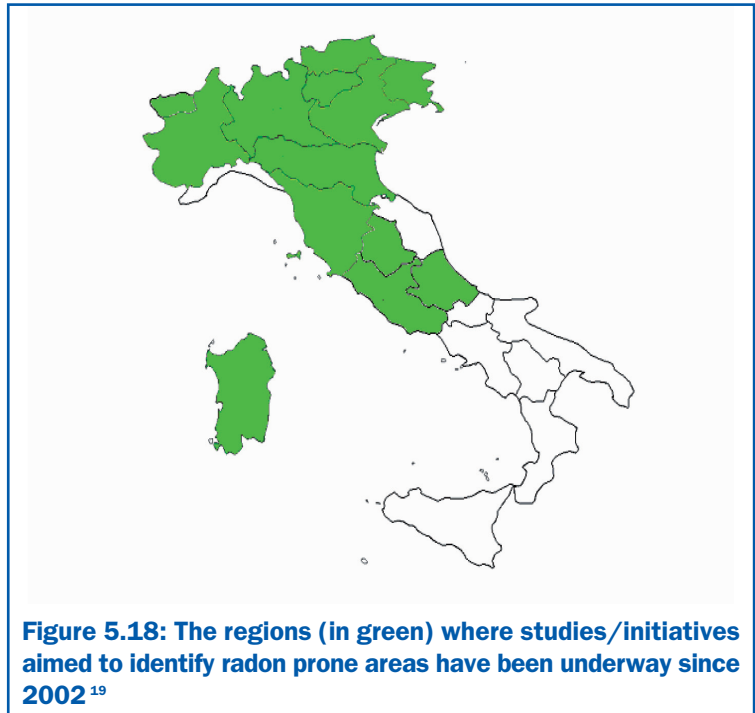 Figure 5.18: The regions (in green) where studies/initiatives
aimed to identify radon prone areas have been underway since
2002 19